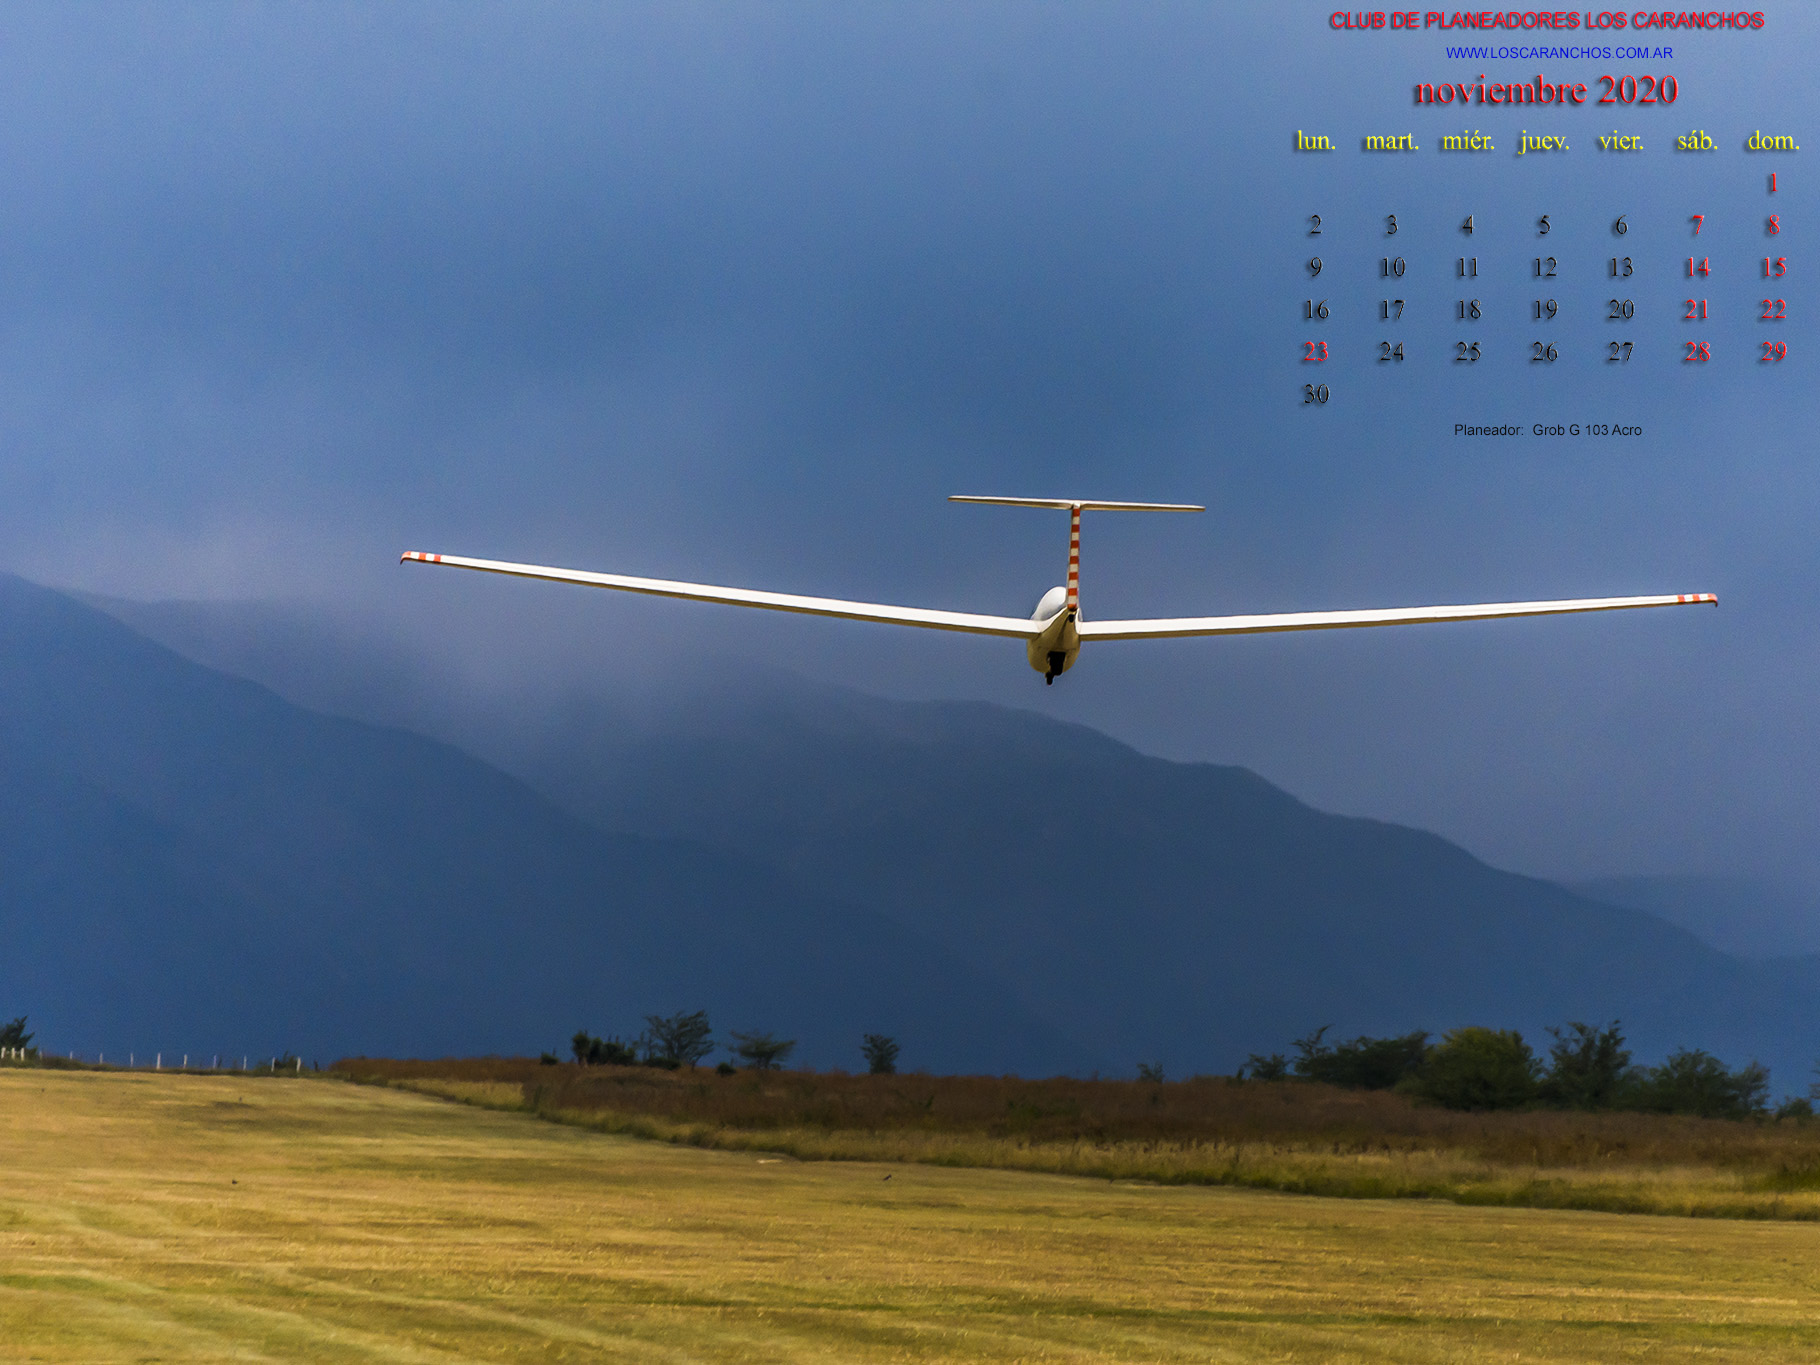 CLUB DE PLANEADORES LOS CARANCHOS
WWW.LOSCARANCHOS.COM.AR
noviembre 2020
lun. mart. miér. juev. vier. sáb. dom.
1
2 3 4 5 6 7 8
9 10 11 12 13 14 15
16 17 18 19 20 21 22
23 24 25 26 27 28 29
30
Planeador: Grob G 103 Acro